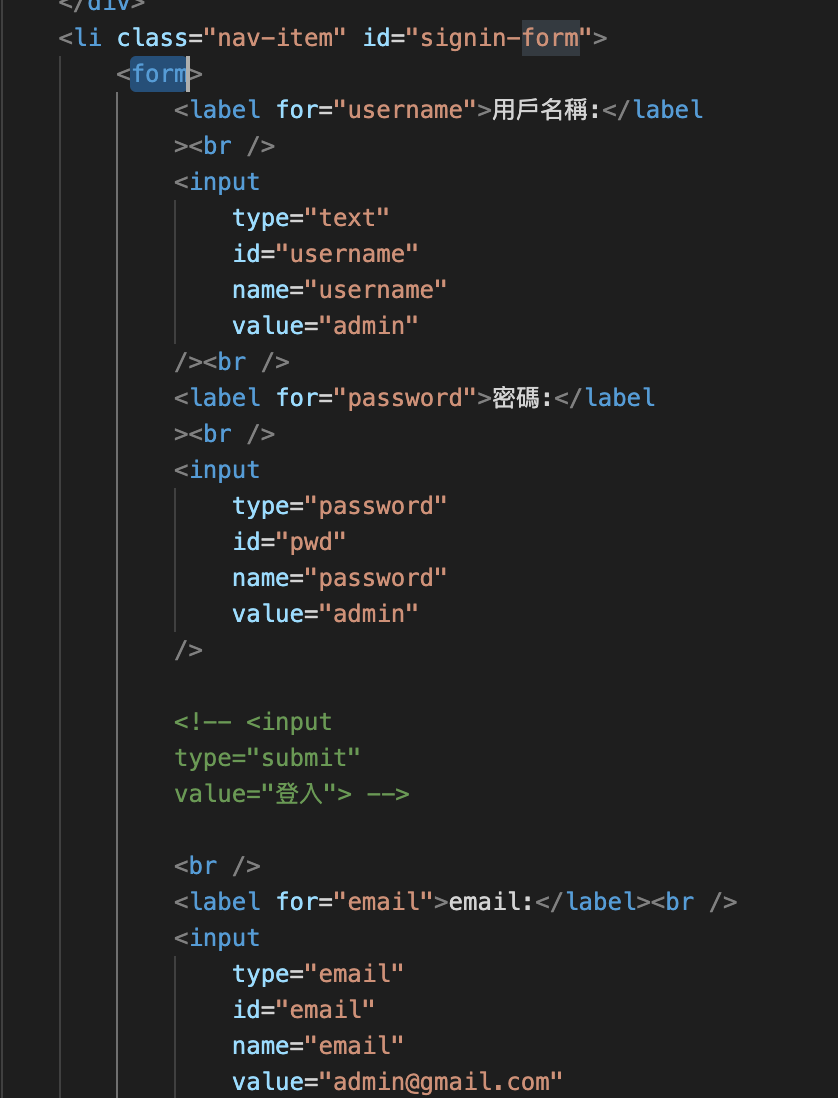 </div>
<li class="nav-item" id="signin-form">
<form>
<label for="username">用戶名稱:</label
><br />
<input
type="text"
id="username"
name="username"
value="admin"
/><br />
<label for="password">密碼:</label
><br />
<input
type="password"
id="pwd"
name="password"
value="admin"
/>
<!-- <input
type="submit"
value="登入"> -->
<br />
<label for="email">email:</label><br />
<input
type="email"
id="email"
name="email"
value="admin@gmail.com"